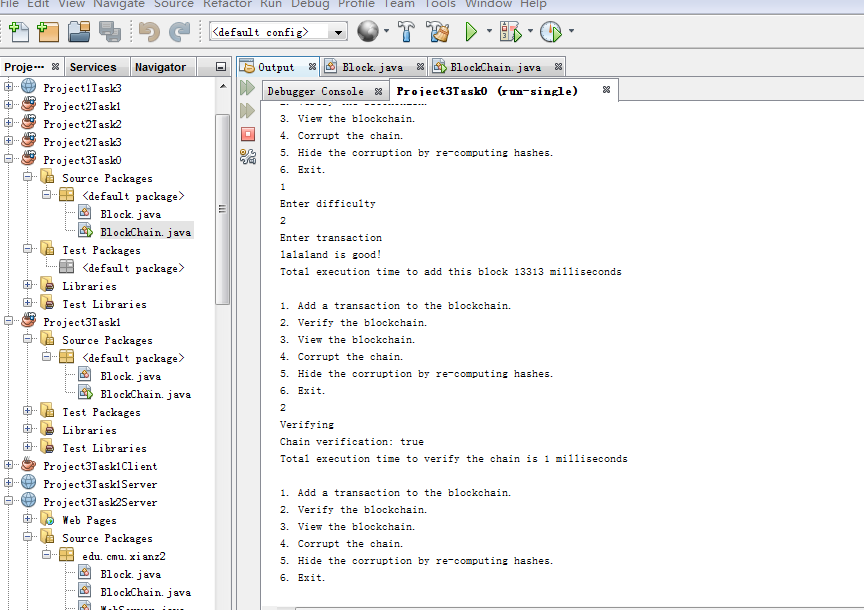 File Edit View Navigate Source Refactor Run Debug Profile Team Tools Window Help
<default config>
Proje...
Services
Navigator
Project1Task3
Project2Task1
Project2Task2
Project2Task3
Project3Task0
Source Packages
<default package>
Block.java
BlockChain.java
Test Packages
<default package>
Libraries
Test Libraries
Project3Task1
Source Packages
<default package>
Block.java
BlockChain.java
Test Packages
Libraries
Test Libraries
Project3Task1Client
Project3Task1Server
Project3Task2Server
Web Pages
Source Packages
edu.cmu.xianz2
Block.java
BlockChain.java
WebServer.java
Output
Block.java
BlockChain.java
Debugger Console
Project3Task0 (run-single)
2. Verify the blockchain.
3. View the blockchain.
4. Corrupt the chain.
5. Hide the corruption by re-computing hashes.
6. Exit.
1
Enter difficulty
2
Enter transaction
lalaland is good!
Total execution time to add this block 13313 milliseconds
1. Add a transaction to the blockchain.
2. Verify the blockchain.
3. View the blockchain.
4. Corrupt the chain.
5. Hide the corruption by re-computing hashes.
6. Exit.
2
Verifying
Chain verification: true
Total execution time to verify the chain is 1 milliseconds
1. Add a transaction to the blockchain.
2. Verify the blockchain.
3. View the blockchain.
4. Corrupt the chain.
5. Hide the corruption by re-computing hashes.
6. Exit.